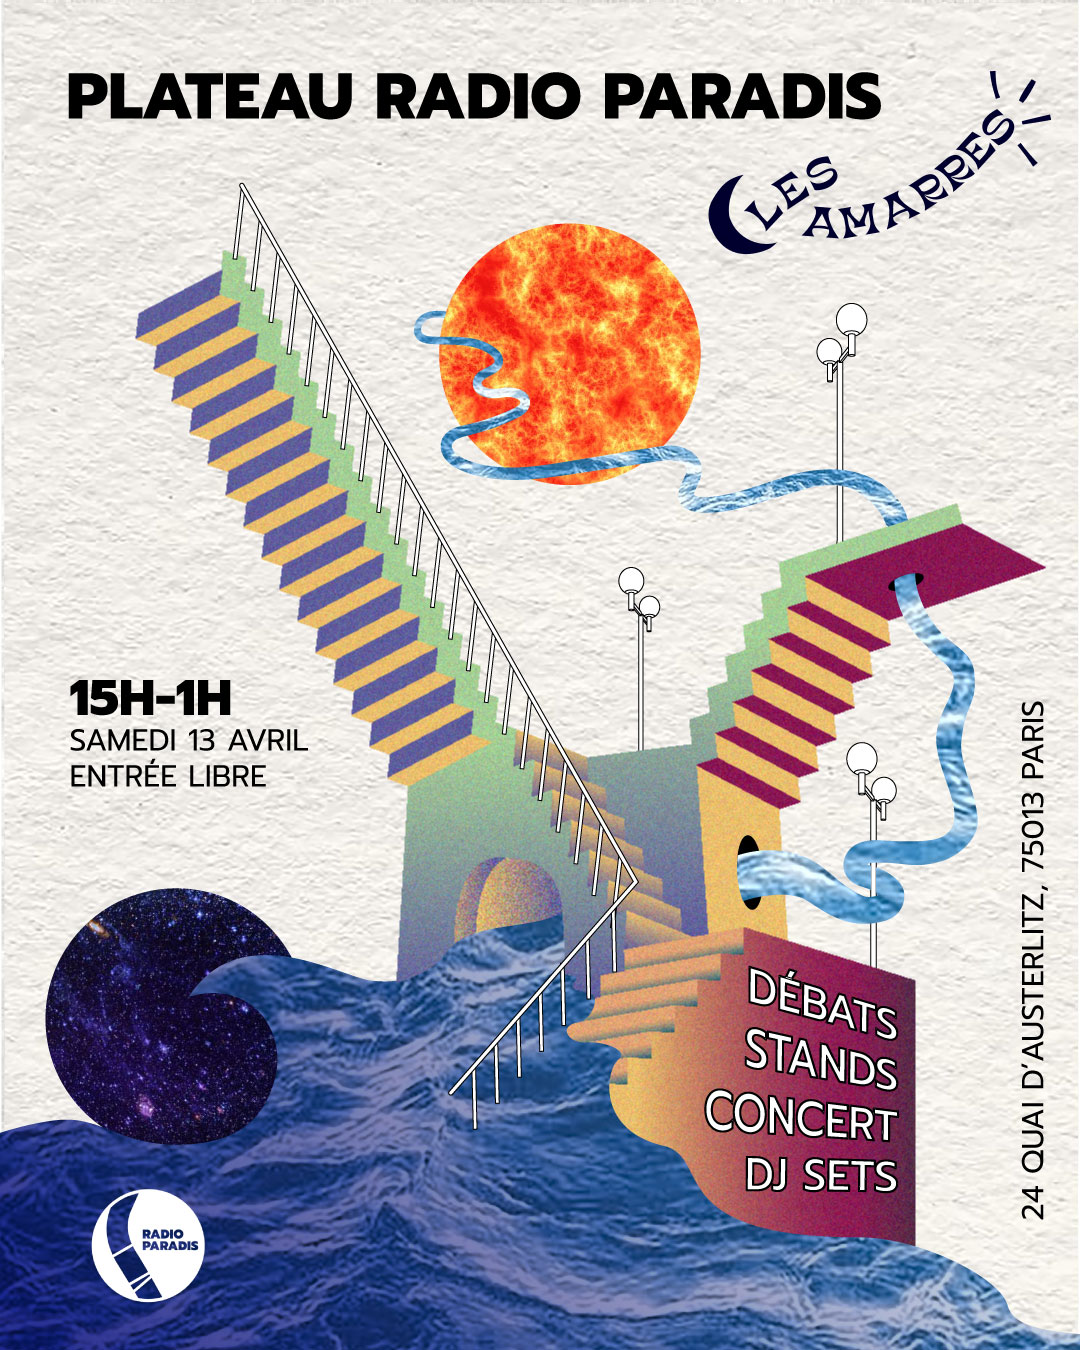 PLATEAU RADIO PARADIS
LES
AMARRES
15H-1H
SAMEDI 13 AVRIL
ENTRÉE LIBRE
24 QUAI D'AUSTERLITZ, 75013 PARIS
DÉBATS
STANDS
CONCERT
DJ SETS
RADIO
PARADIS